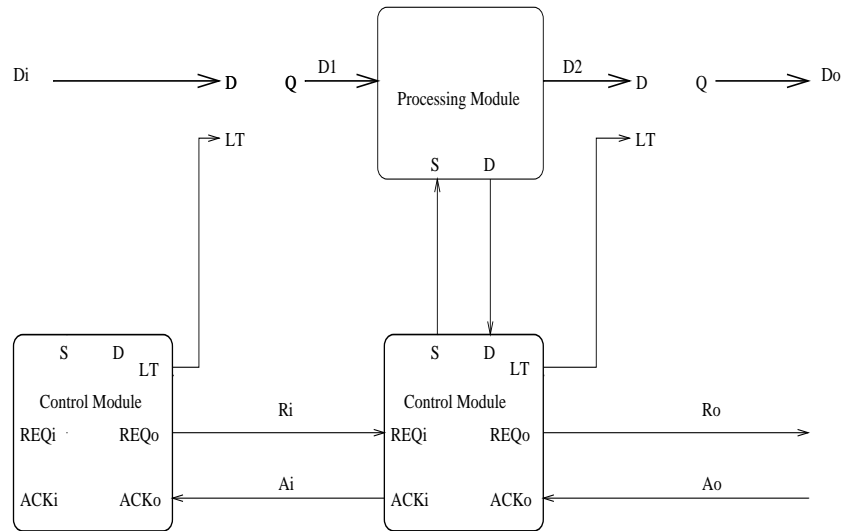 Di
D
Q
D1
Processing Module
D2
D
Q
Do
LT
LT
S D
S D
LT
Control Module
REQi REQo
ACKi ACKo
Ri
Ai
S D
LT
Control Module
REQi REQo
ACKi ACKo
Ro
Ao